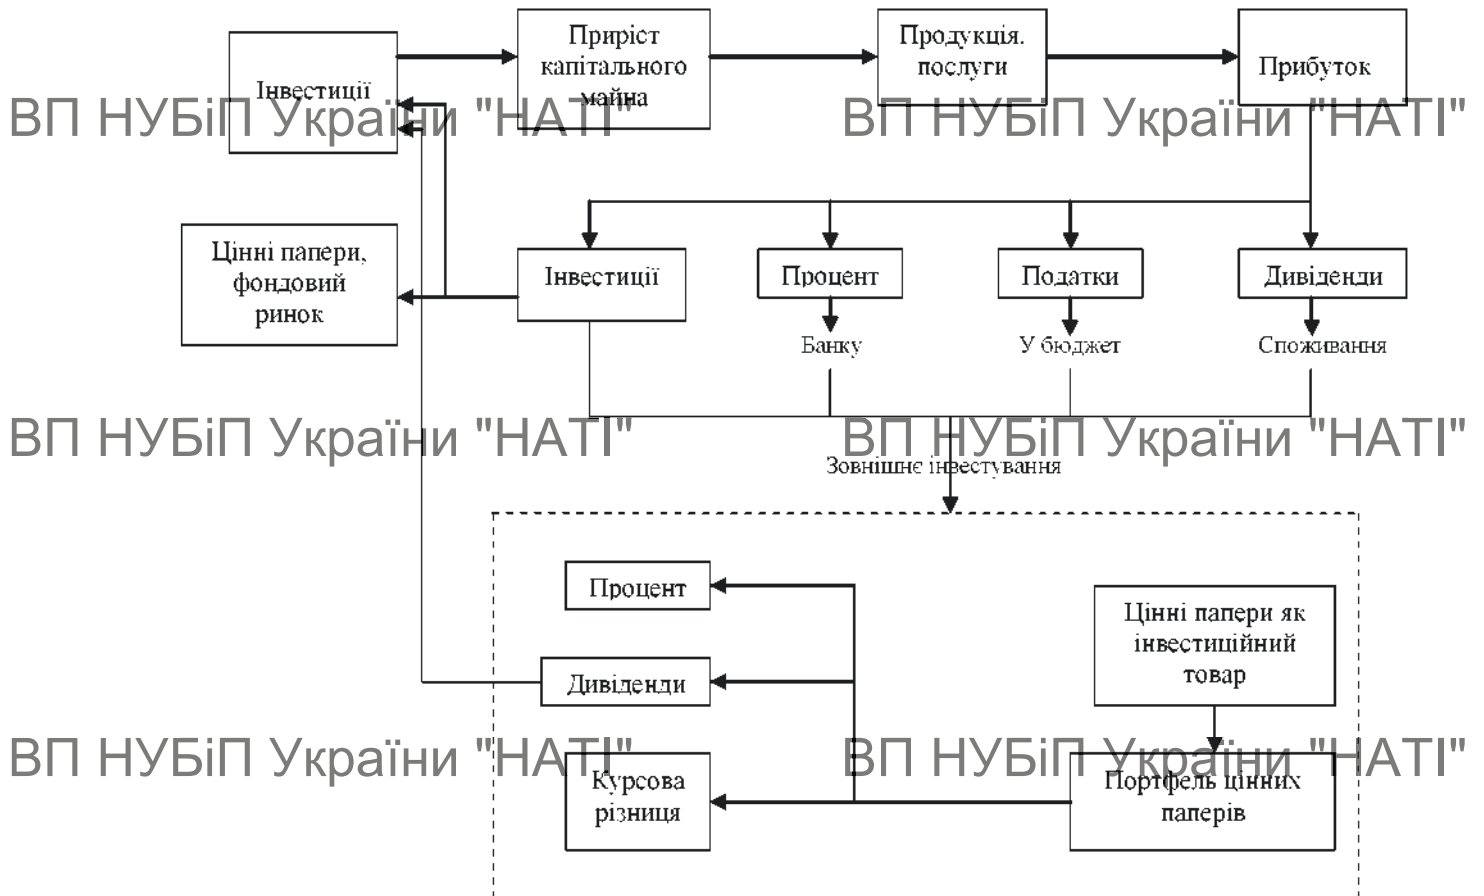 Приріст
капітального
майна
Продукція.
послуги
Прибуток
Інвестиції
ВП НУБіП України "НАТІ"
ВП НУБіП України "НАТІ"
Цінні папери,
фондовий
ринок
Інвестиції
Процент
Податки
Дивіденди
Банку
У бюджет
Споживання
ВП НУБіП України "НАТІ"
ВП НУБіП України "НАТІ"
Зовнішнє інвестування
Процент
Цінні папери як
інвестиційний
товар
Дивіденди
ВП НУБіП України "НАТІ"
ВП НУБіП України "НАТІ"
Курсова
різниця
Портфель цінних
паперів